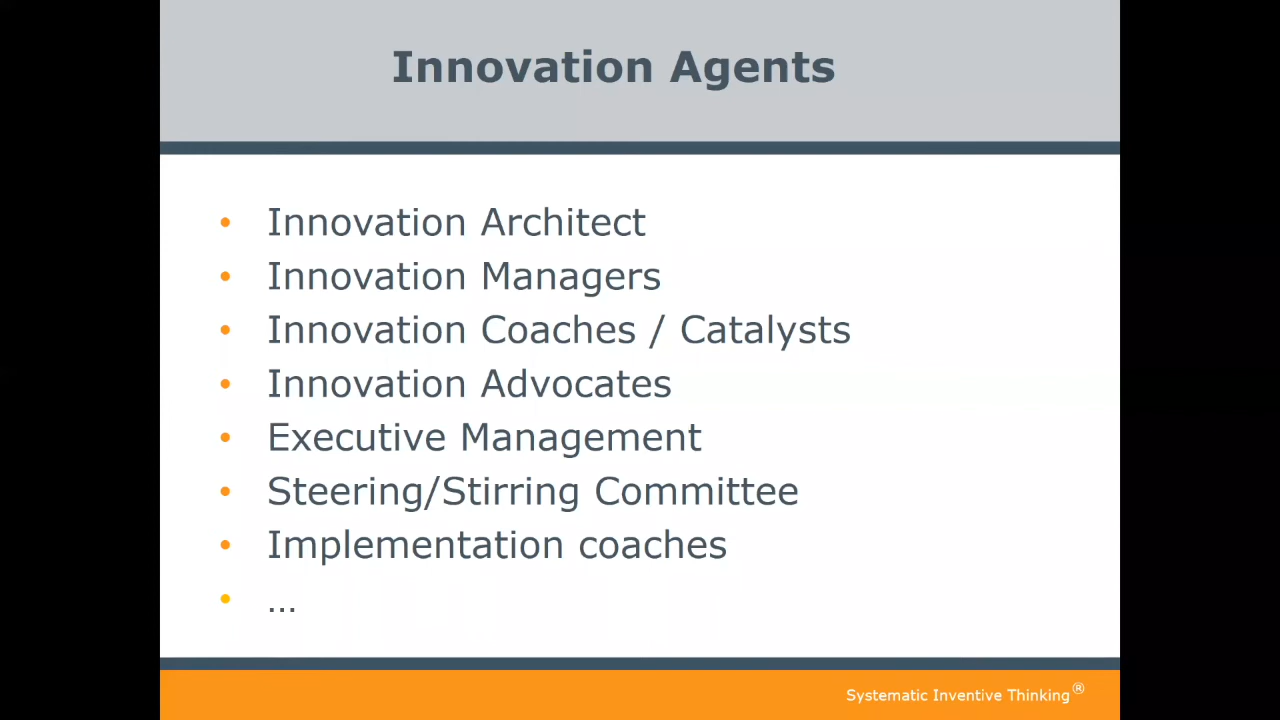 Innovation Agents
• Innovation Architect
• Innovation Managers
• Innovation Coaches / Catalysts
• Innovation Advocates
• Executive Management
• Steering/Stirring Committee
• Implementation coaches
• …
Systematic Inventive Thinking®